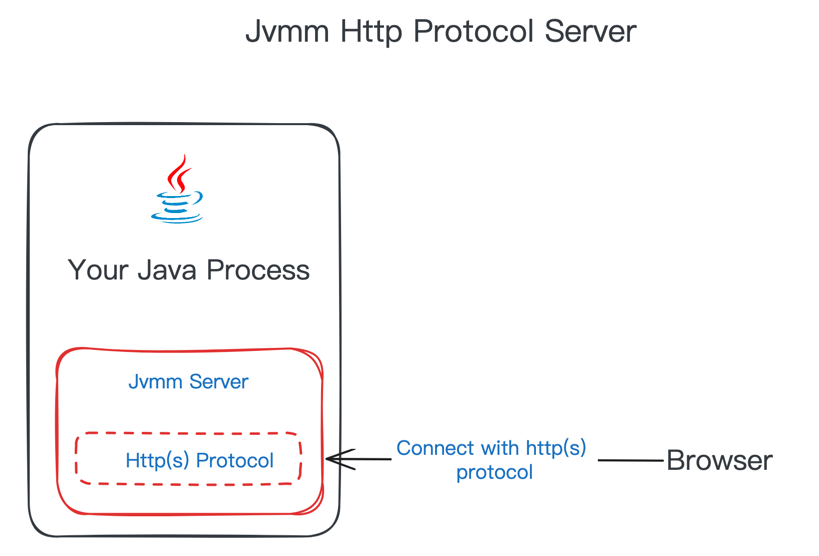 Jvmm Http Protocol Server
Your Java Process
Jvmm Server
Http(s) Protocol
Connect with http(s)
protocol
Browser